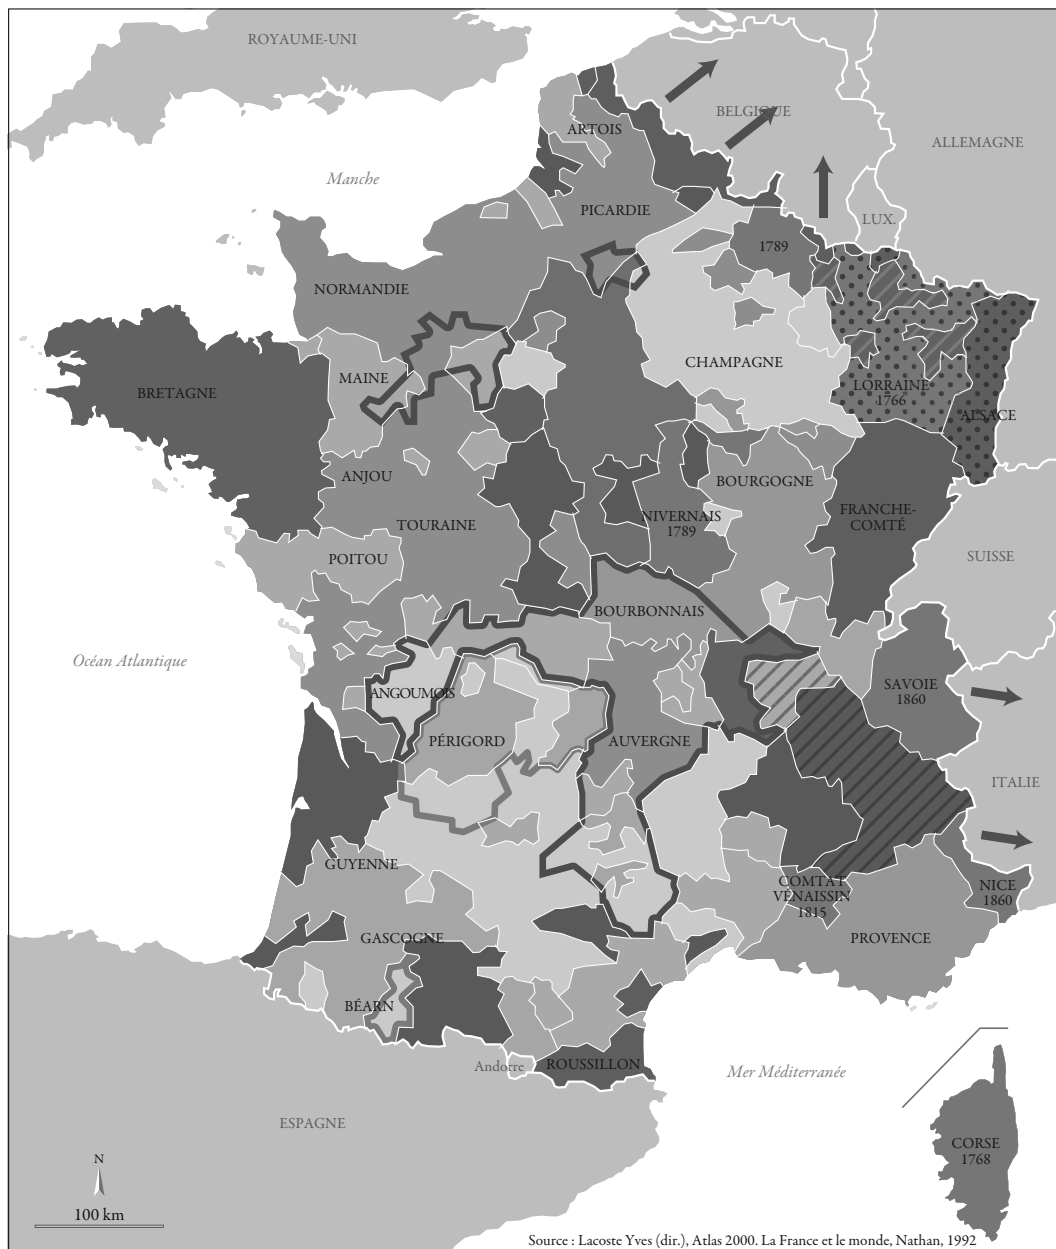 ROYAUME-UNI
BELGIQUE
ARTOIS
ALLEMAGNE
Manche
PICARDIE
LUX.
1789
NORMANDIE
CHAMPAGNE
MAINE
LORRAINE
1766
BRETAGNE
ALSACE
ANJOU
BOURGOGNE
FRANCHE-
COMTÉ
NIVERNAIS
1789
TOURAINE
POITOU
SUISSE
BOURBONNAIS
Océan Atlantique
SAVOIE
1860
ANGOUMOIS
PÉRIGORD
AUVERGNE
ITALIE
GUYENNE
COMTAT
VÉNAISSIN
1815
NICE
1860
GASCOGNE
PROVENCE
BÉARN
Andorre
ROUSSILLON
Mer Méditerranée
ESPAGNE
CORSE
1768
N
100 km
Source : Lacoste Yves (dir.), Atlas 2000. La France et le monde, Nathan, 1992